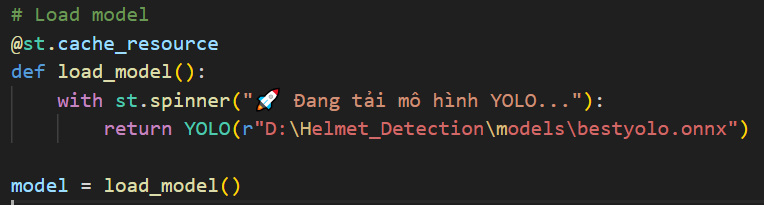 # Load model
@st.cache_resource
def load_model():
    with st.spinner("🚀 Đang tải mô hình YOLO..."):
        return YOLO(r"D:\Helmet_Detection\models\bestyolo.onnx")

model = load_model()